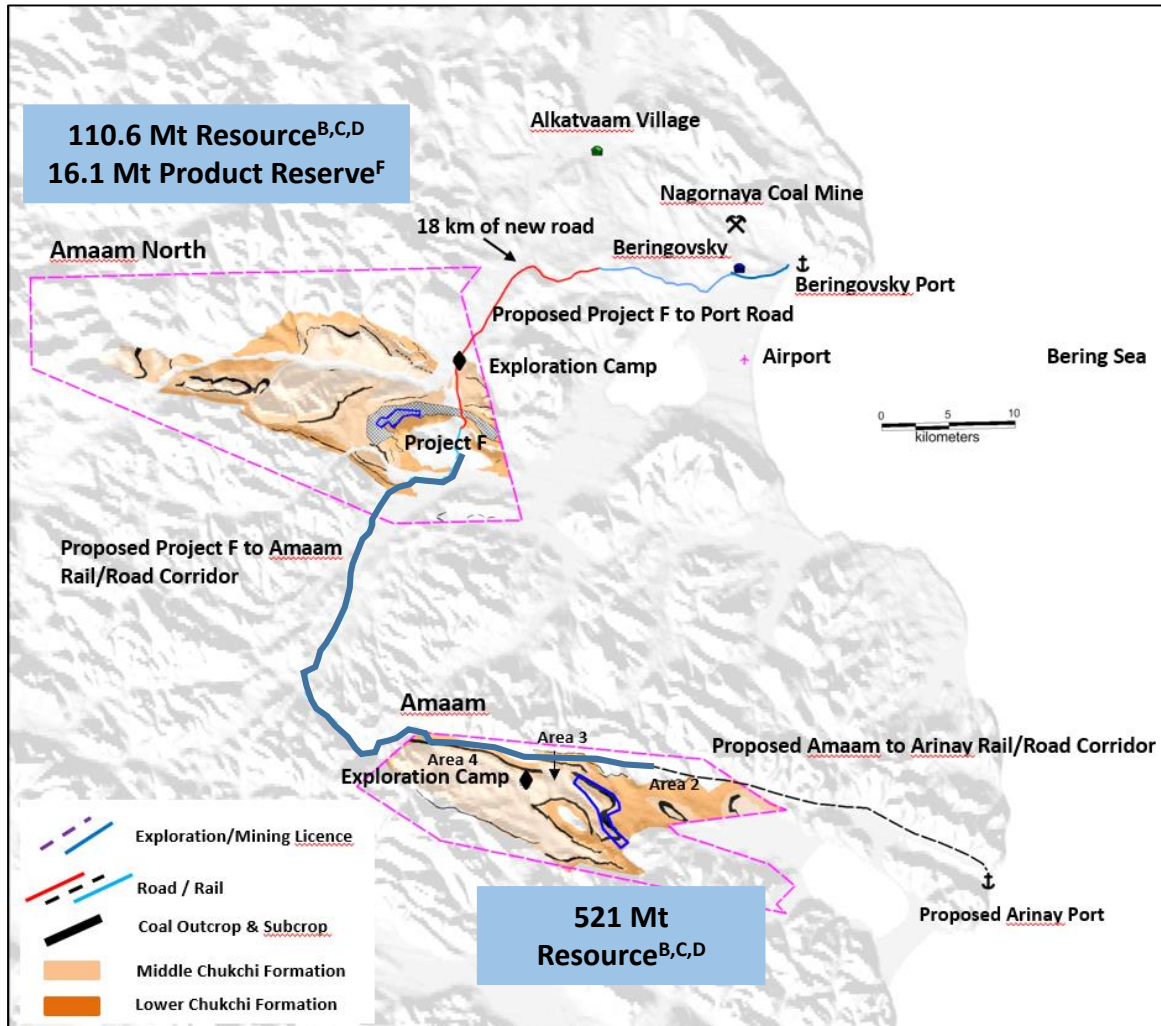 110.6 Mt Resource^B,C,D
16.1 Mt Product Reserve^F
Alkatvaam Village
Nagornaya Coal Mine
18 km of new road
Beringovsky
Amaam North
Beringovsky Port
Proposed Project F to Port Road
Exploration Camp
Airport
Bering Sea
0 5 10
kilometers
Project F
Proposed Project F to Amaam
Rail/Road Corridor
Amaam
Area 3
Proposed Amaam to Arinay Rail/Road Corridor
Area 4
Exploration Camp
Area 2
Exploration/Mining Licence
Road / Rail
Coal Outcrop & Subcrop
Middle Chukchi Formation
Lower Chukchi Formation
521 Mt
Resource^B,C,D
Proposed Arinay Port